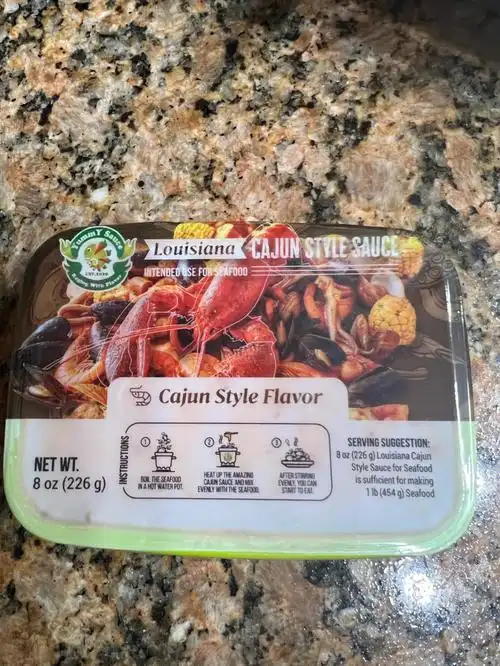 YummY Sauce
EST. 2020
Louisiana CAJUN STYLE SAUCE
INTENDED USE FOR SEAFOOD
Cajun Style Flavor
NET WT.
8 oz (226 g)
INSTRUCTIONS
1
BOIL THE SEAFOOD
IN A HOT WATER POT.
2
HEAT UP THE AMAZING
CAJUN SAUCE AND MIX
EVENLY WITH THE SEAFOOD.
3
AFTER STIRRING
EVENLY, YOU CAN
START TO EAT.
SERVING SUGGESTION:
8 oz (226 g) Louisiana Cajun
Style Sauce for Seafood
is sufficient for making
1 lb (454 g) Seafood